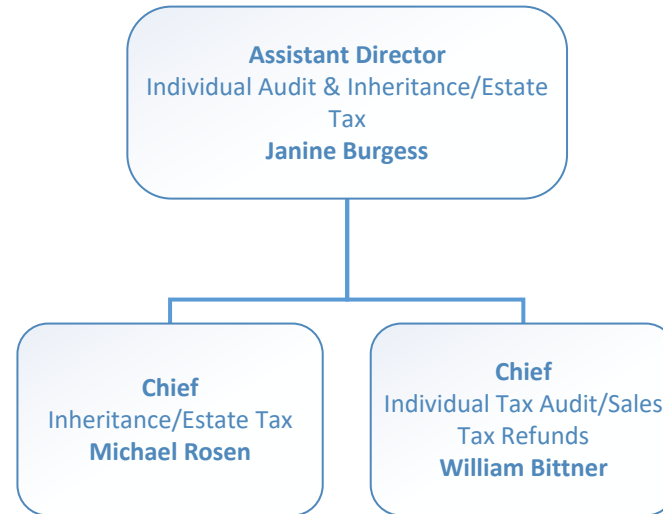 Assistant Director
Individual Audit & Inheritance/Estate
Tax
Janine Burgess
Chief
Inheritance/Estate Tax
Michael Rosen
Chief
Individual Tax Audit/Sales
Tax Refunds
William Bittner